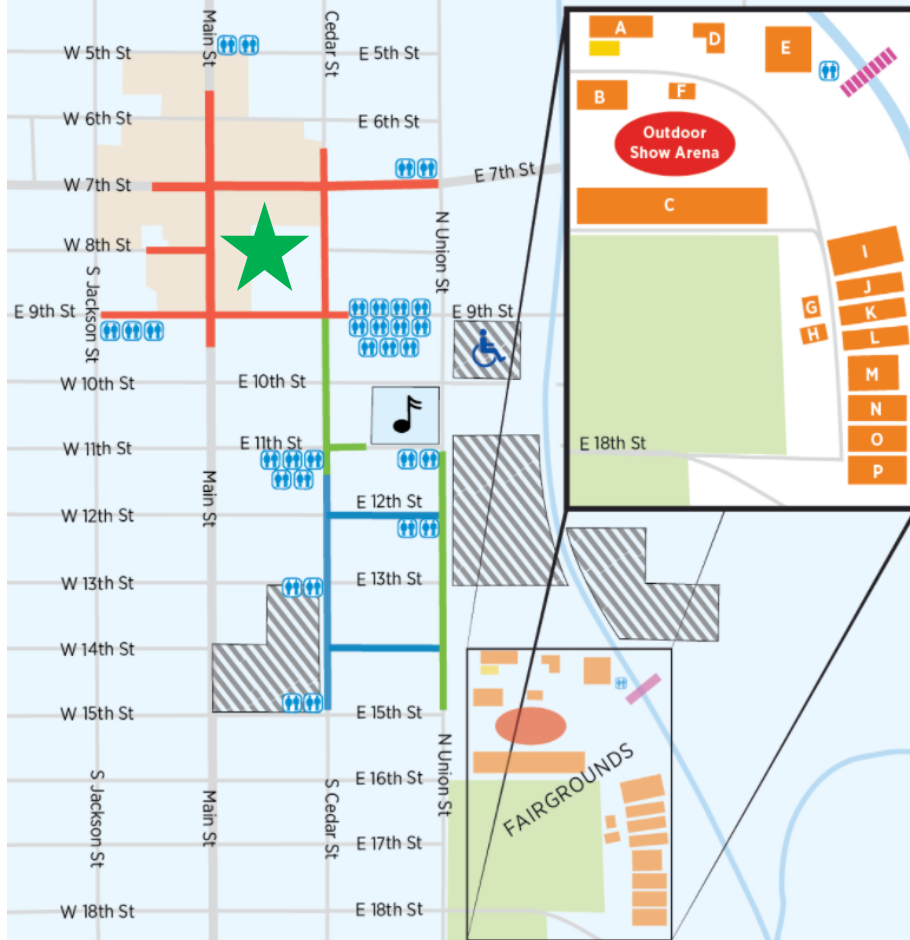 Main St
Cedar St
W 5th St
E 5th St
W 6th St
E 6th St
W 7th St
E 7th St
N Union St
W 8th St
S Jackson St
E 9th St
E 9th St
W 10th St
E 10th St
W 11th St
E 11th St
Main St
W 12th St
E 12th St
W 13th St
E 13th St
W 14th St
W 15th St
E 15th St
N Union St
S Jackson St
Main St
S Cedar St
E 16th St
E 17th St
W 18th St
E 18th St
FAIRGROUNDS
A
D
E
B
F
Outdoor
Show Arena
C
I
J
G
K
H
L
M
N
E 18th St
O
P